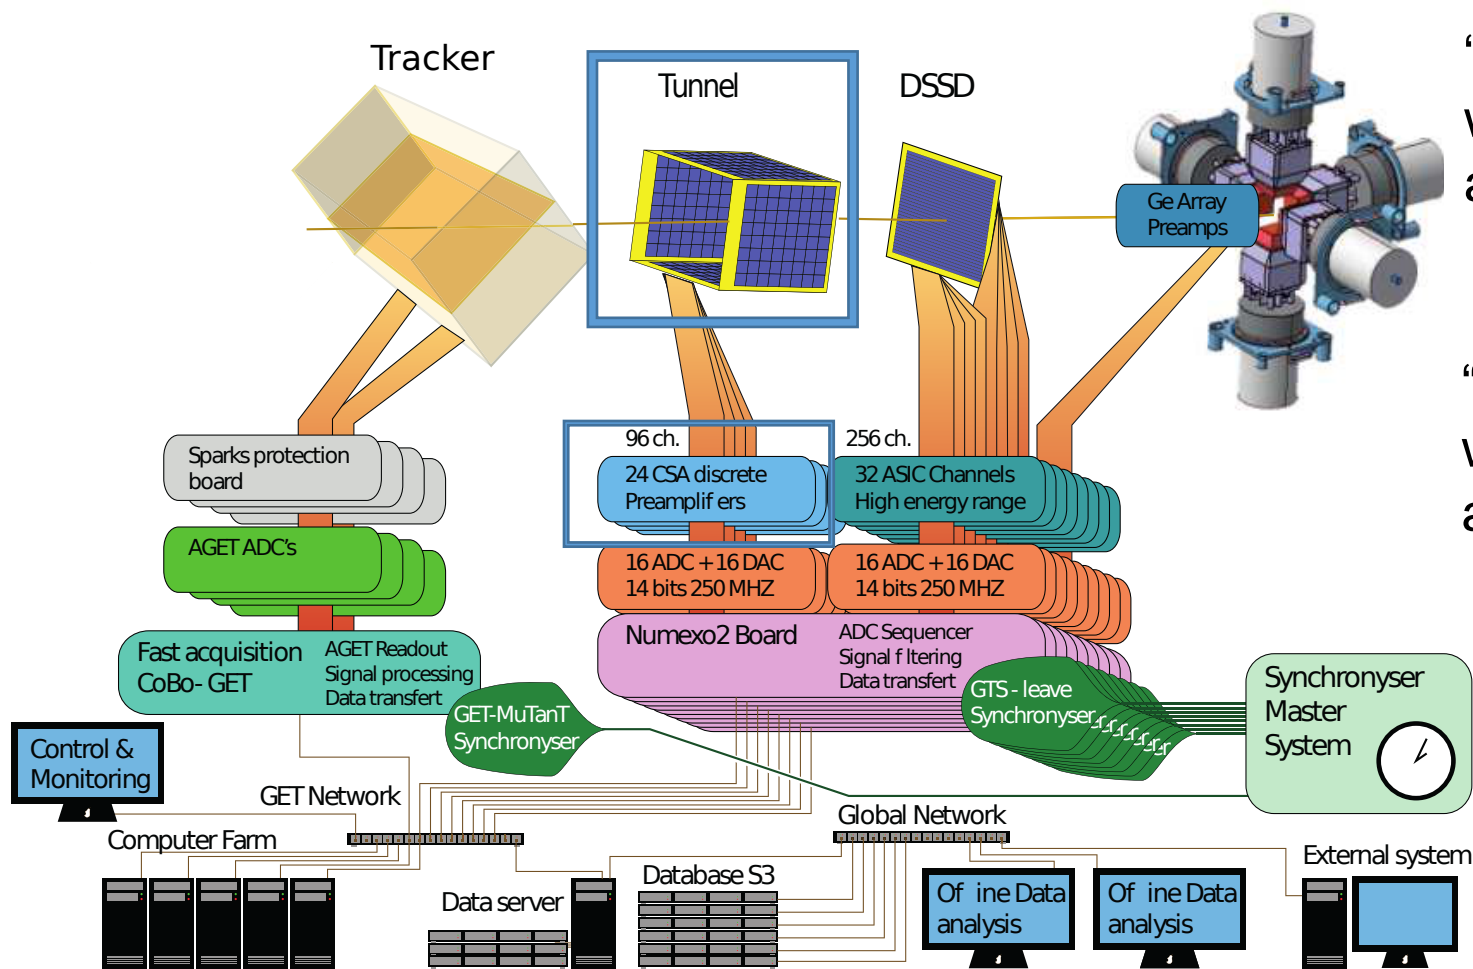 Tracker
Tunnel
DSSD
Ge Array
Preamps
“
w
a
“
w
a
96 ch.
256 ch.
Sparks protection
board
24 CSA discrete
Preamplif ers
32 ASIC Channels
High energy range
AGET ADC's
16 ADC + 16 DAC
14 bits 250 MHZ
16 ADC + 16 DAC
14 bits 250 MHZ
Fast acquisition
CoBo- GET
AGET Readout
Signal processing
Data transfert
Numexo2 Board
ADC Sequencer
Signal f ltering
Data transfert
GET-MuTanT
Synchronyser
GTS - leave
Synchronyser
Synchronyser
Master
System
Control &
Monitoring
GET Network
Computer Farm
Data server
Database S3
Global Network
Of ine Data
analysis
Of ine Data
analysis
External system